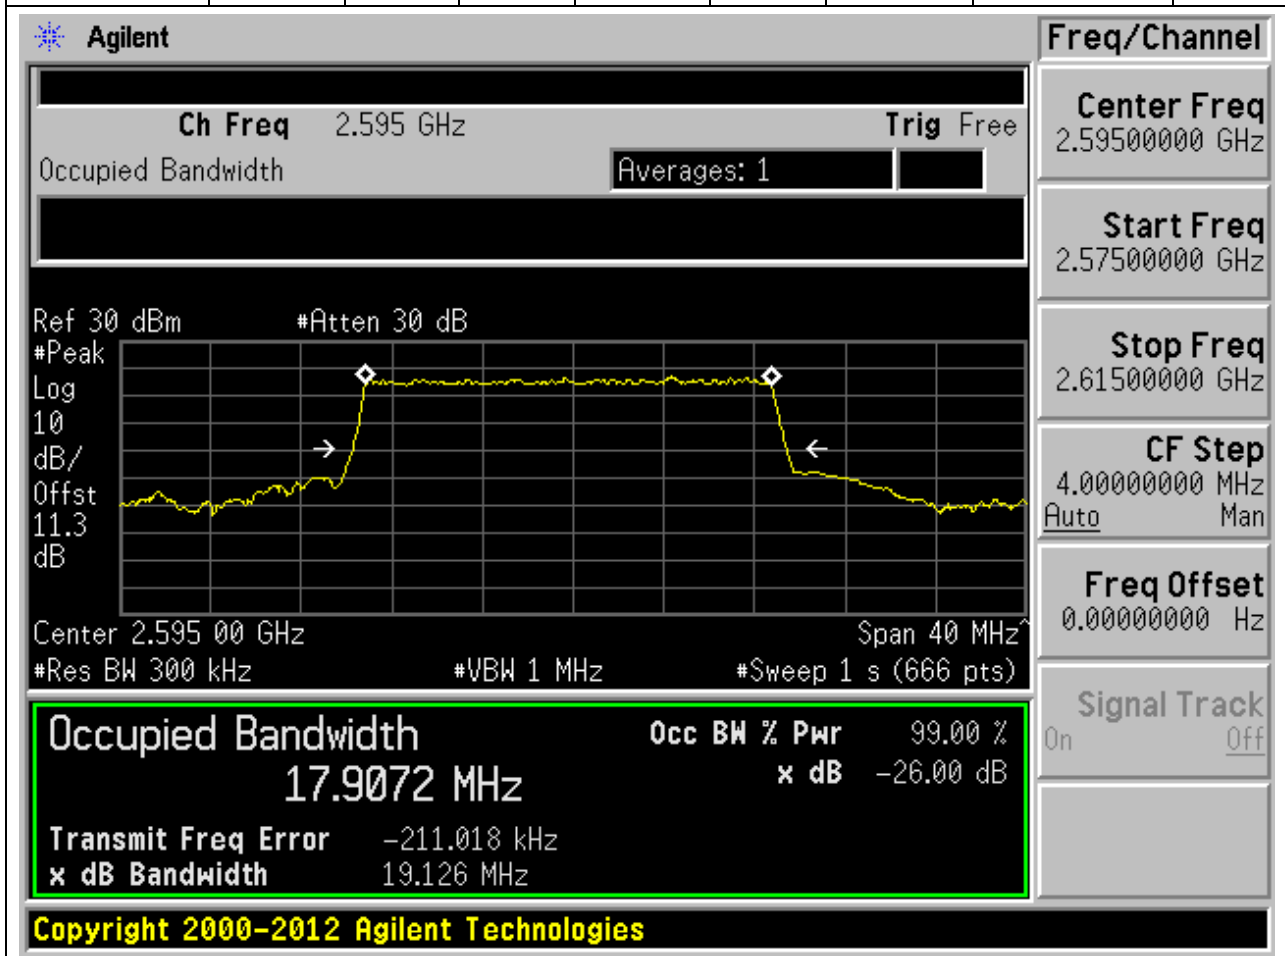 Agilent
Freq/Channel
Ch Freq 2.595 GHz Trig Free
Occupied Bandwidth Averages: 1
Center Freq
2.59500000 GHz
Start Freq
2.57500000 GHz
Stop Freq
2.61500000 GHz
CF Step
4.00000000 MHz
Auto Man
Freq Offset
0.00000000 Hz
Signal Track
On Off
Ref 30 dBm #Atten 30 dB
#Peak
Log
10
dB/
Offst
11.3
dB
Center 2.595 00 GHz Span 40 MHz^
#Res BW 300 kHz #VBW 1 MHz #Sweep 1 s (666 pts)
Occupied Bandwidth Occ BW % Pwr 99.00 %
17.9072 MHz x dB -26.00 dB
Transmit Freq Error -211.018 kHz
x dB Bandwidth 19.126 MHz
Copyright 2000-2012 Agilent Technologies